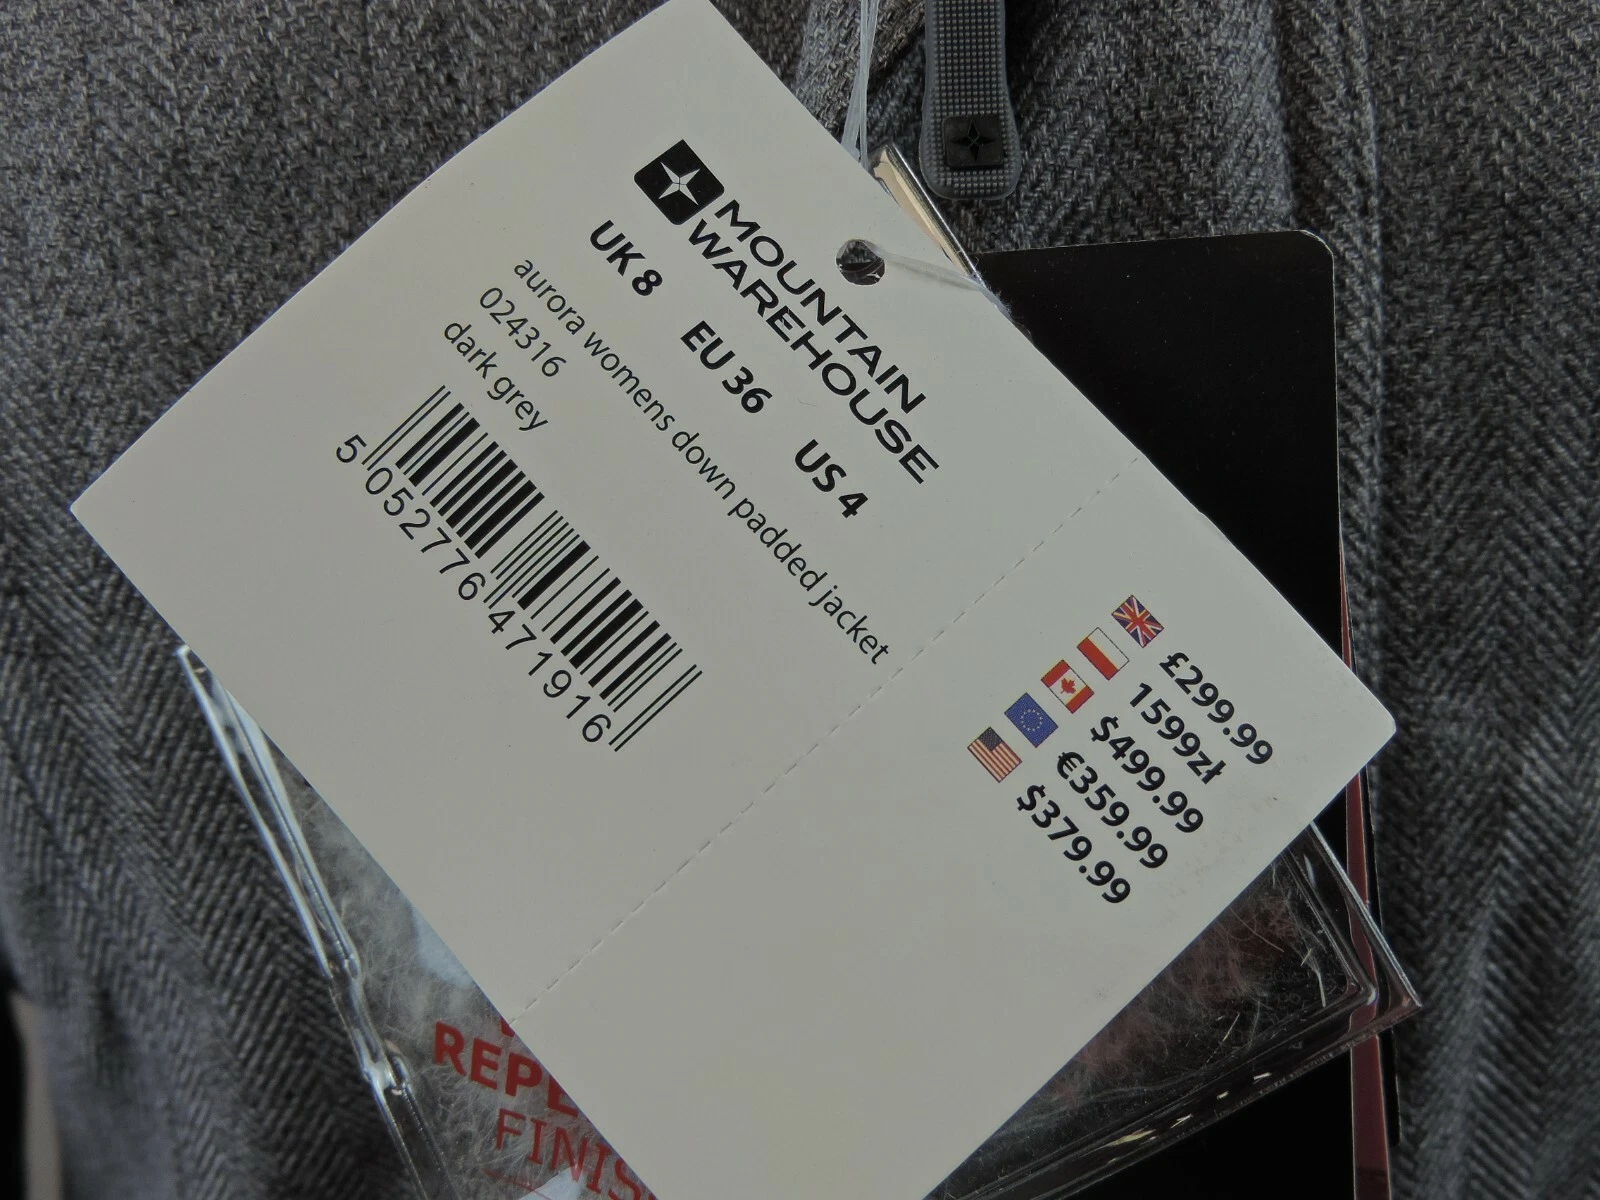 MOUNTAIN
WAREHOUSE
UK 8 EU 36 US 4
aurora womens down padded jacket
024316
dark grey
5 052776 471916
£299.99
1599zł
$499.99
€359.99
$379.99
FINIS